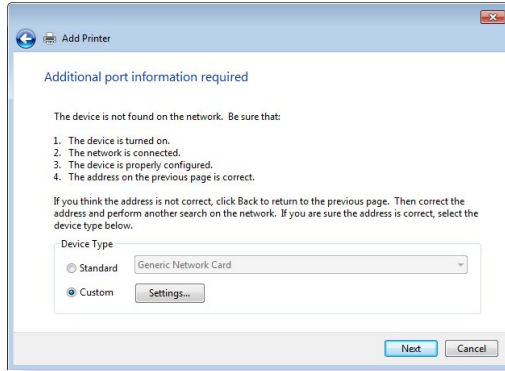 Add Printer
Additional port information required
The device is not found on the network. Be sure that:
1. The device is turned on.
2. The network is connected.
3. The device is properly configured.
4. The address on the previous page is correct.
If you think the address is not correct, click Back to return to the previous page. Then correct the
address and perform another search on the network. If you are sure the address is correct, select the
device type below.
Device Type
Standard Generic Network Card
Custom Settings...
Next Cancel